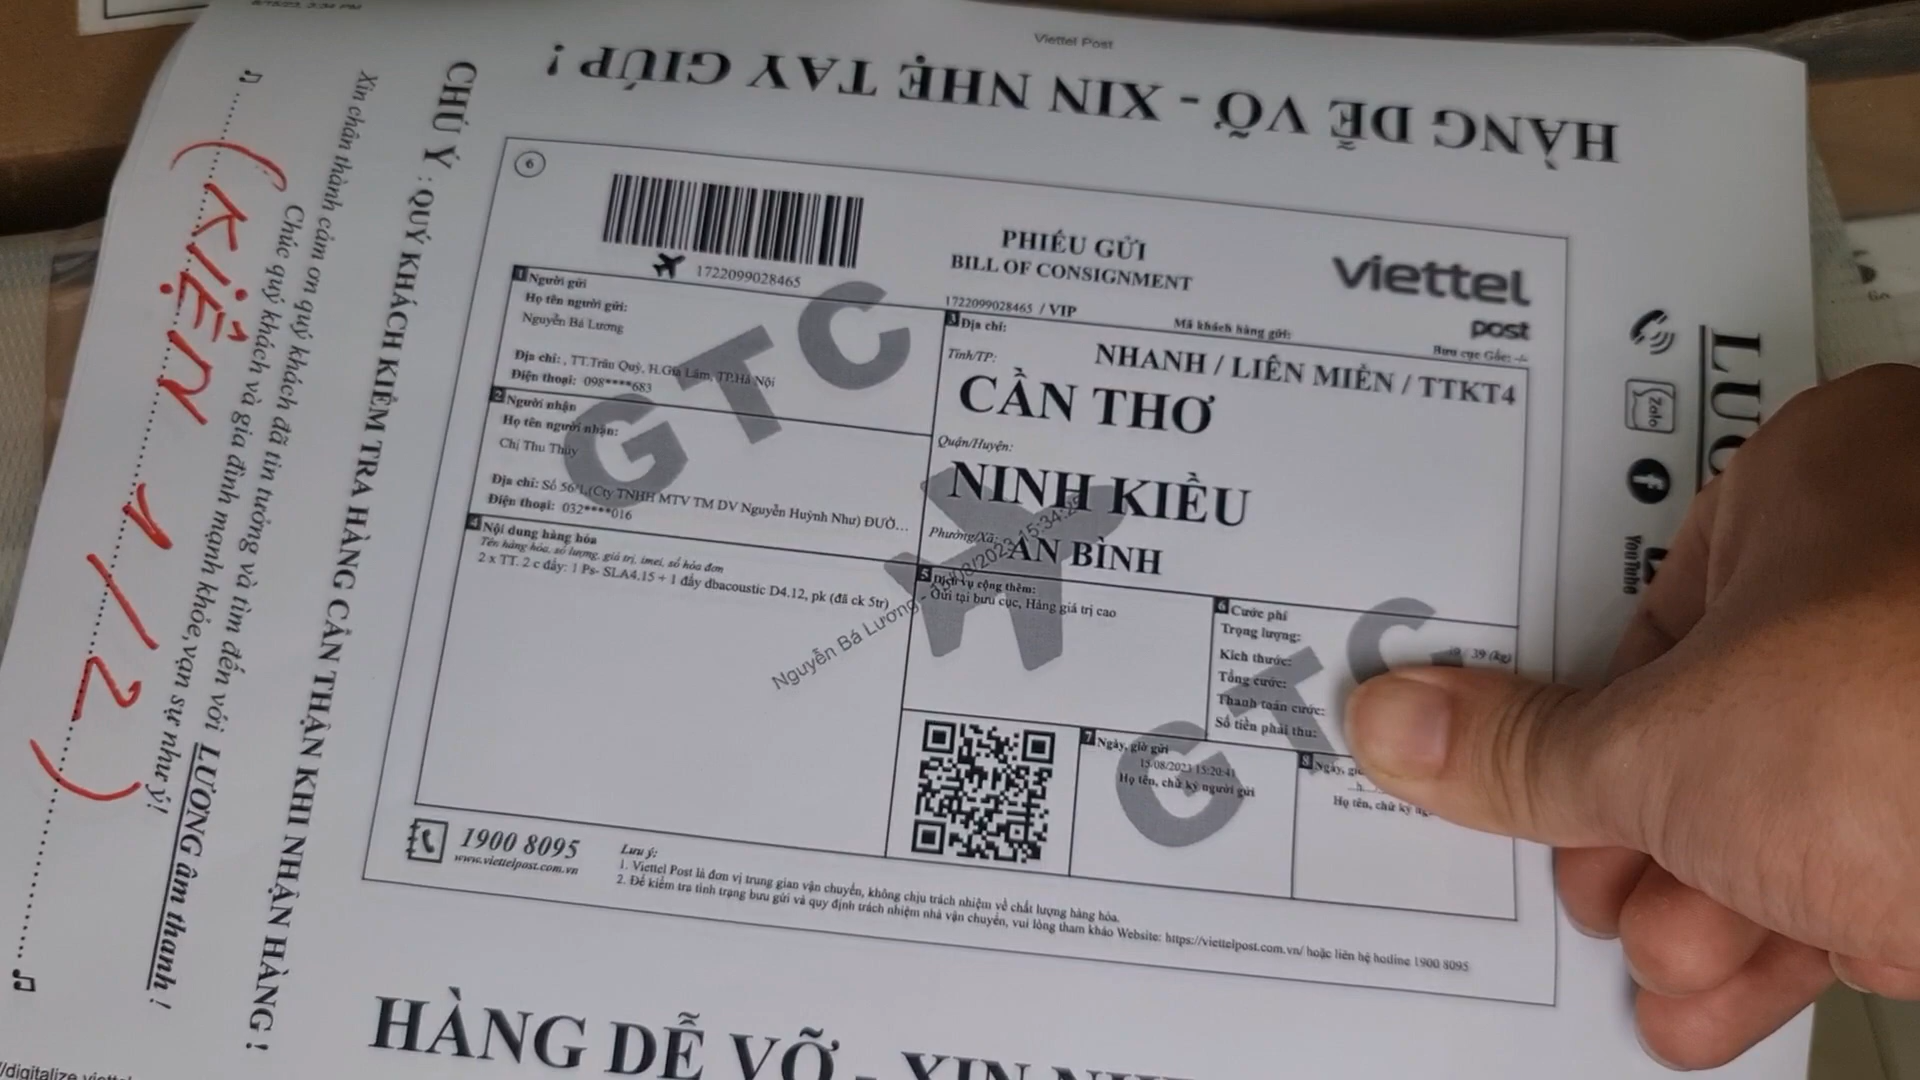 Viettel Post
HÀNG DỄ VỠ - XIN NHẸ TAY GIÚP !
6
1722099028465
PHIẾU GỬI
BILL OF CONSIGNMENT
1722099028465 / VIP
Mã khách hàng gửi:
viettel
post
Bưu cục Gốc: -/-
1 Người gửi
Họ tên người gửi:
Nguyễn Bá Lương
Địa chỉ: , TT.Trâu Quỳ, H.Gia Lâm, TP.Hà Nội
Điện thoại: 098****683
2 Người nhận
Họ tên người nhận:
Chị Thu Thủy
Địa chỉ: Số 56 (Cty TNHH MTV TM DV Nguyễn Huỳnh Như) ĐƯỜ...
Điện thoại: 032****016
3 Địa chỉ:
NHANH / LIÊN MIỀN / TTKT4
Tỉnh/TP:
CẦN THƠ
Quận/Huyện:
NINH KIỀU
Phường/Xã:
AN BÌNH
4 Nội dung hàng hóa
Tên hàng hóa, số lượng, giá trị, imei, số hóa đơn
2 x TT. 2 c đẩy: 1 Ps- SLA4.15 + 1 đẩy dbacoustic D4.12, pk (đã ck 5tr)
5 Dịch vụ cộng thêm:
- Gửi tại bưu cục, Hàng giá trị cao
6 Cước phí
Trọng lượng:
39 (kg)
Kích thước:
Tổng cước:
Thanh toán cước:
Số tiền phải thu:
7 Ngày, giờ gửi
15/08/2023 15:20:41
Họ tên, chữ ký người gửi
8 Ngày,
Họ tên, chữ ký
GTC
GTC
Nguyễn Bá Lương
15:34:
1900 8095
www.viettelpost.com.vn
Lưu ý:
1. Viettel Post là đơn vị trung gian vận chuyển, không chịu trách nhiệm về chất lượng hàng hóa.
2. Để kiểm tra tình trạng bưu gửi và quy định trách nhiệm nhà vận chuyển, vui lòng tham khảo Website: https://viettelpost.com.vn/ hoặc liên hệ hotline 1900 8095
CHÚ Ý : QUÝ KHÁCH KIỂM TRA HÀNG CẨN THẬN KHI NHẬN HÀNG !
Xin chân thành cảm ơn quý khách đã tin tưởng và tìm đến với LƯƠNG âm thanh !
Chúc quý khách và gia đình mạnh khỏe,vạn sự như ý!
(KIỆN 1/2)
Zalo
YouTube
HÀNG DỄ VỠ - XIN